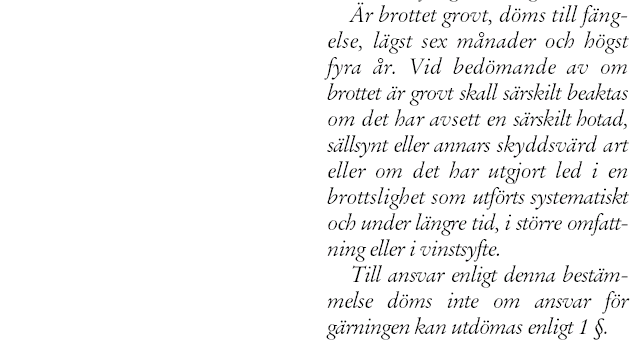 Är brottet grovt, döms till fäng-
else, lägst sex månader och högst
fyra år. Vid bedömande av om
brottet är grovt skall särskilt beaktas
om det har avsett en särskilt hotad,
sällsynt eller annars skyddsvärd art
eller om det har utgjort led i en
brottslighet som utförts systematiskt
och under längre tid, i större omfatt-
ning eller i vinstsyfte.
Till ansvar enligt denna bestäm-
melse döms inte om ansvar för
gärningen kan utdömas enligt 1 §.